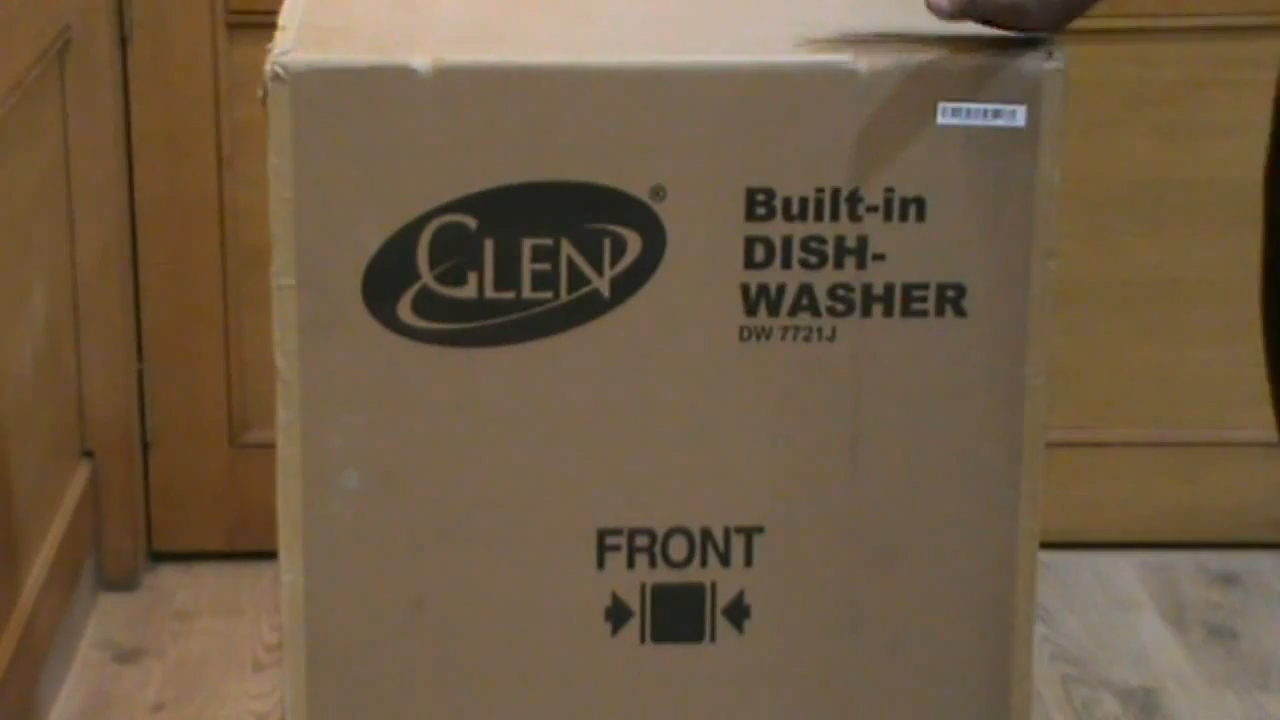 GLEN®
Built-in
DISH-
WASHER
DW 7721J
FRONT